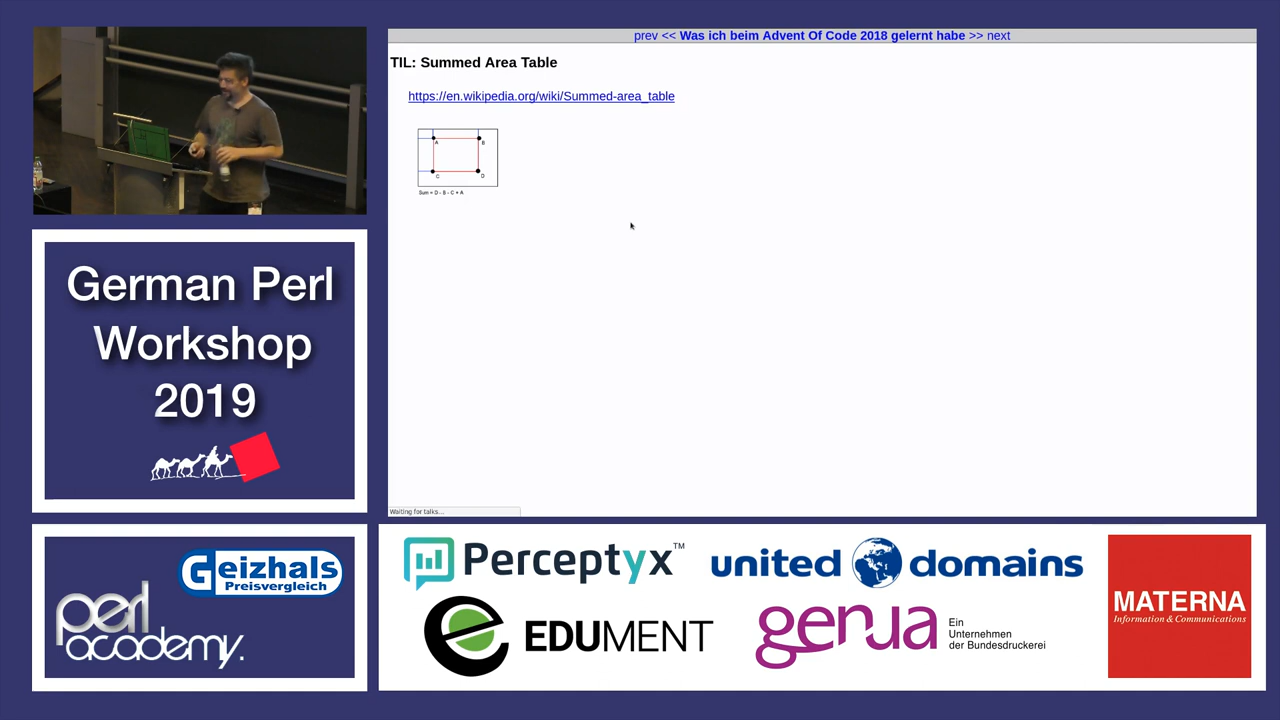 prev << Was ich beim Advent Of Code 2018 gelernt habe >> next
TIL: Summed Area Table
https://en.wikipedia.org/wiki/Summed-area_table
A
B
C
D
Sum = D - B - C + A
Waiting for talks...
German Perl
Workshop
2019
Geizhals
Preisvergleich
perl
academy.
Perceptyx™
united domains
EDUMENT
genua
Ein
Unternehmen
der Bundesdruckerei
MATERNA
Information & Communications